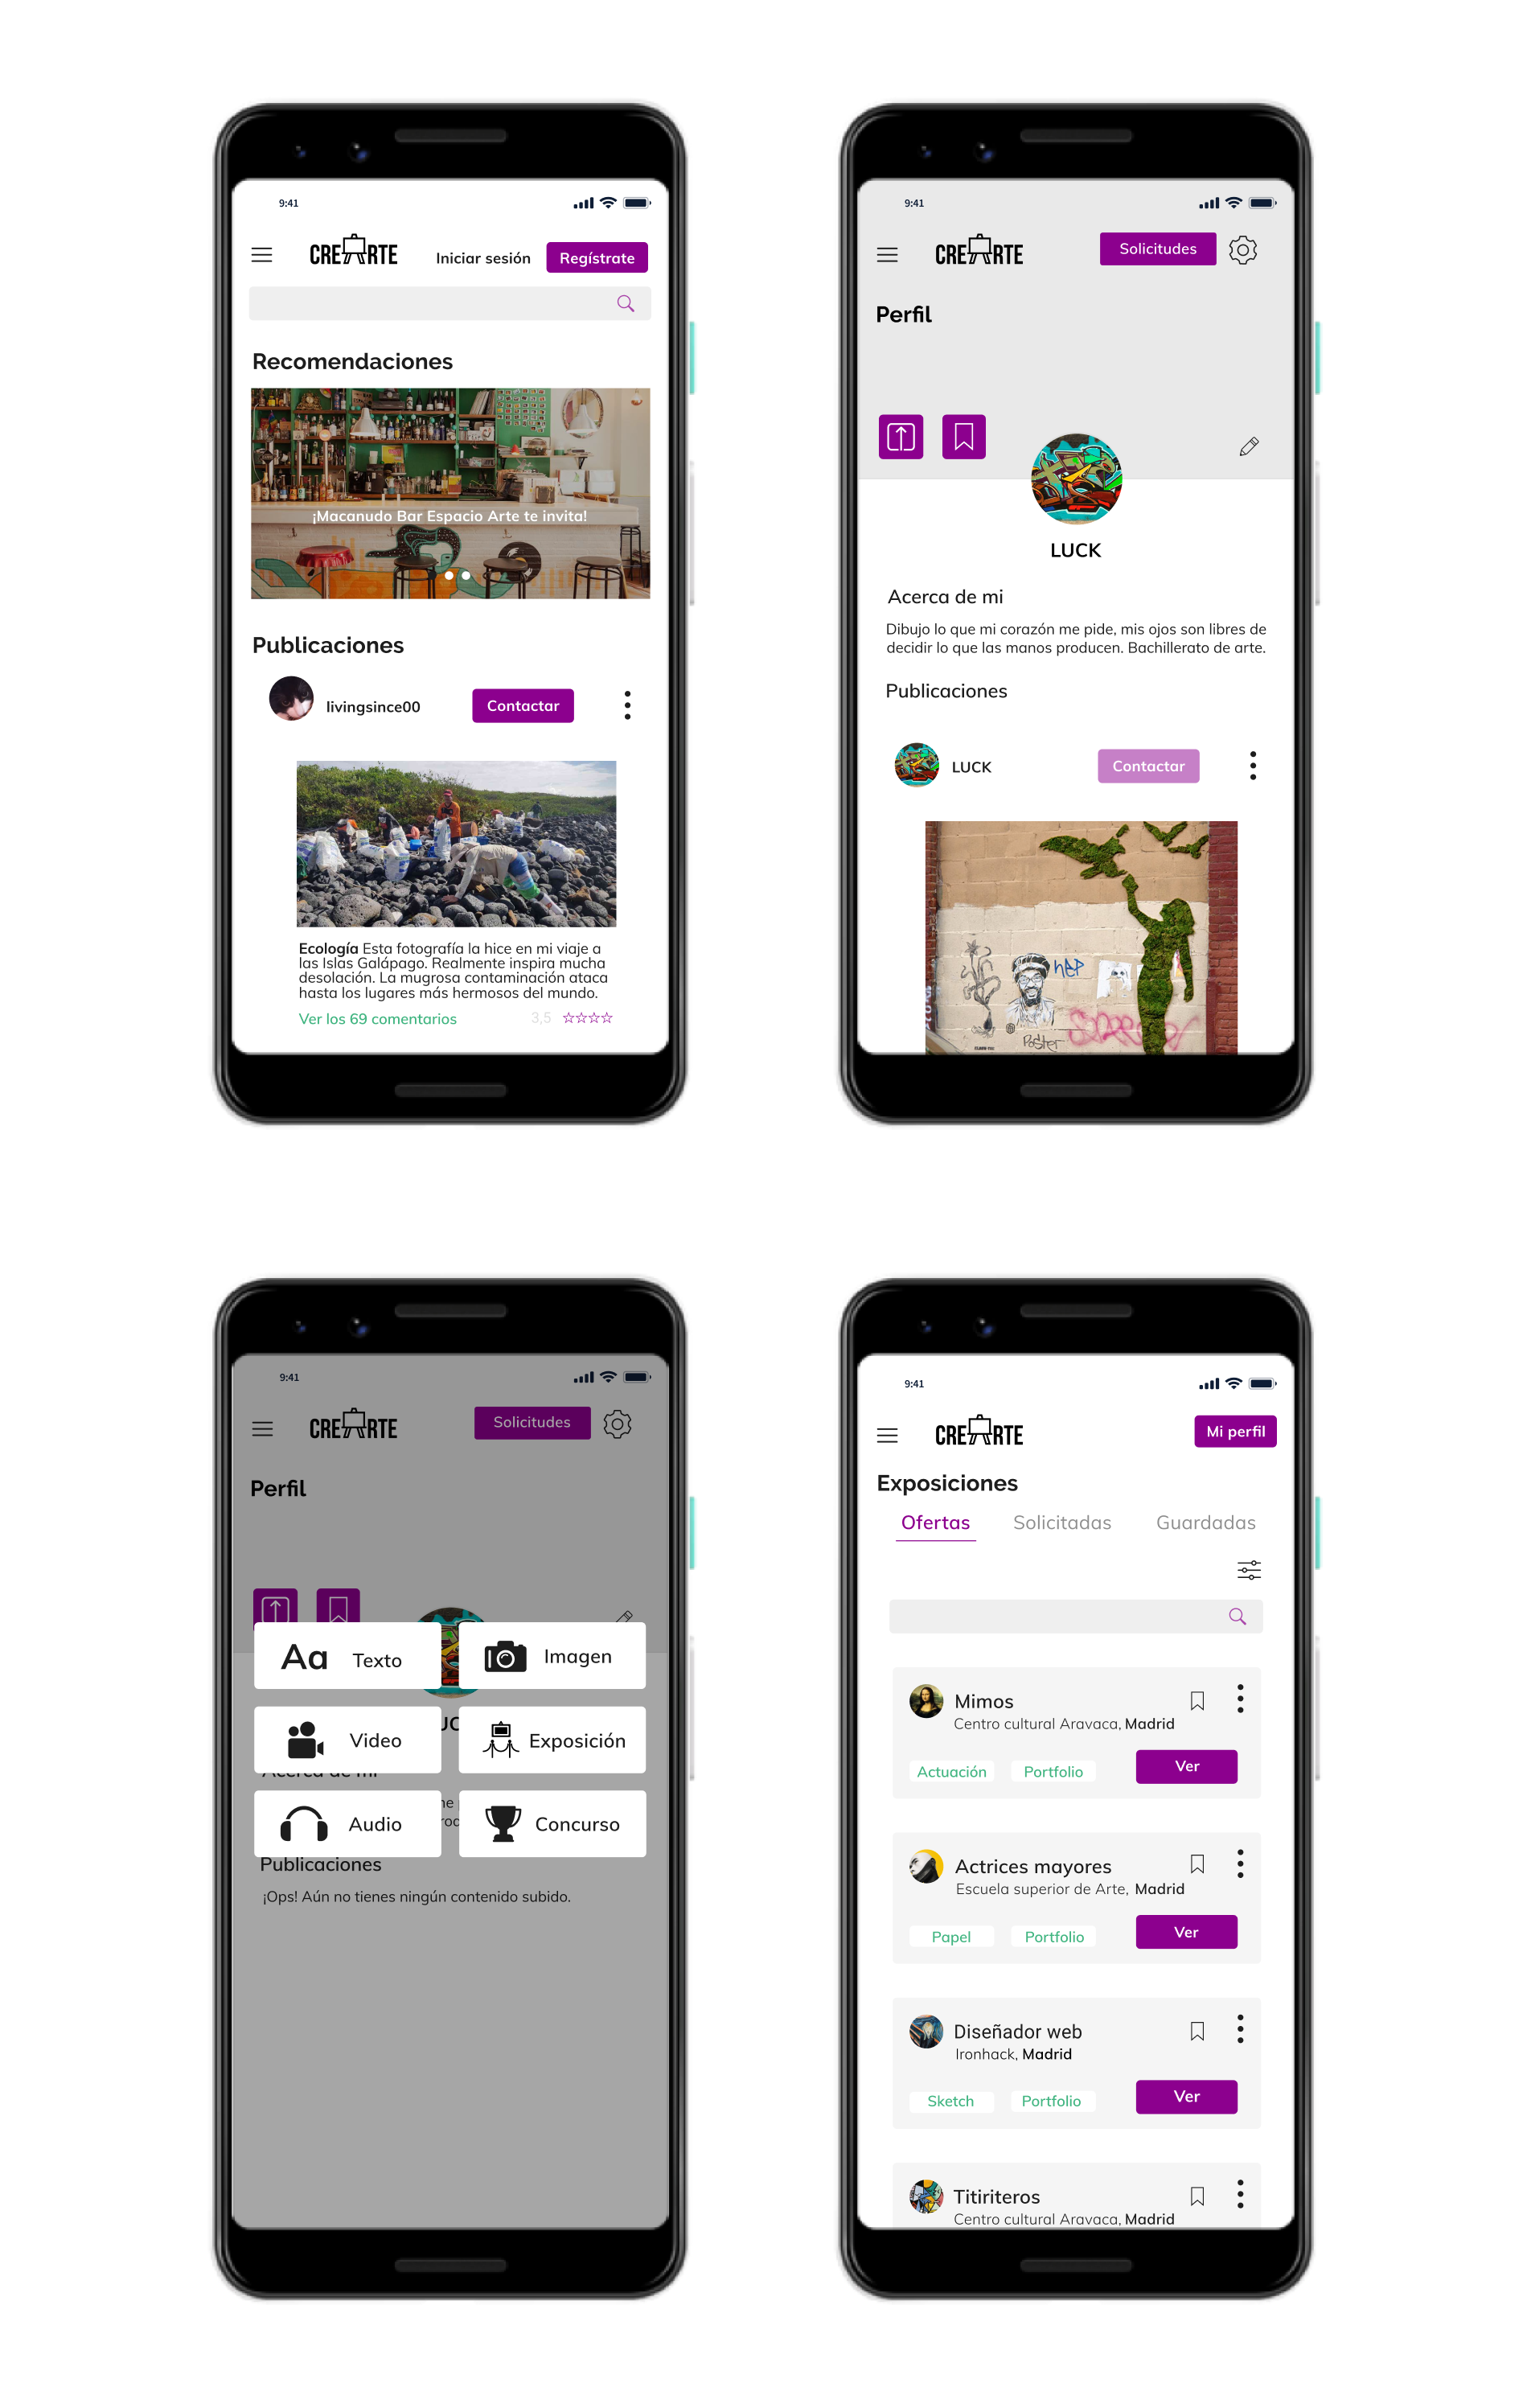 9:41
CREARTE
Iniciar sesión
Regístrate
Recomendaciones
¡Macanudo Bar Espacio Arte te invita!
Publicaciones
livingsince00
Contactar
Ecología Esta fotografía la hice en mi viaje a
las Islas Galápago. Realmente inspira mucha
desolación. La mugrosa contaminación ataca
hasta los lugares más hermosos del mundo.
Ver los 69 comentarios
3,5
9:41
CREARTE
Solicitudes
Perfil
LUCK
Acerca de mi
Dibujo lo que mi corazón me pide, mis ojos son libres de
decidir lo que las manos producen. Bachillerato de arte.
Publicaciones
LUCK
Contactar
Poster
9:41
CREARTE
Solicitudes
Perfil
Aa Texto
Imagen
Video
Exposición
Acerca de mi
Audio
Concurso
Publicaciones
¡Ops! Aún no tienes ningún contenido subido.
9:41
CREARTE
Mi perfil
Exposiciones
Ofertas
Solicitadas
Guardadas
Mimos
Centro cultural Aravaca, Madrid
Actuación
Portfolio
Ver
Actrices mayores
Escuela superior de Arte, Madrid
Papel
Portfolio
Ver
Diseñador web
Ironhack, Madrid
Sketch
Portfolio
Ver
Titiriteros
Centro cultural Aravaca, Madrid